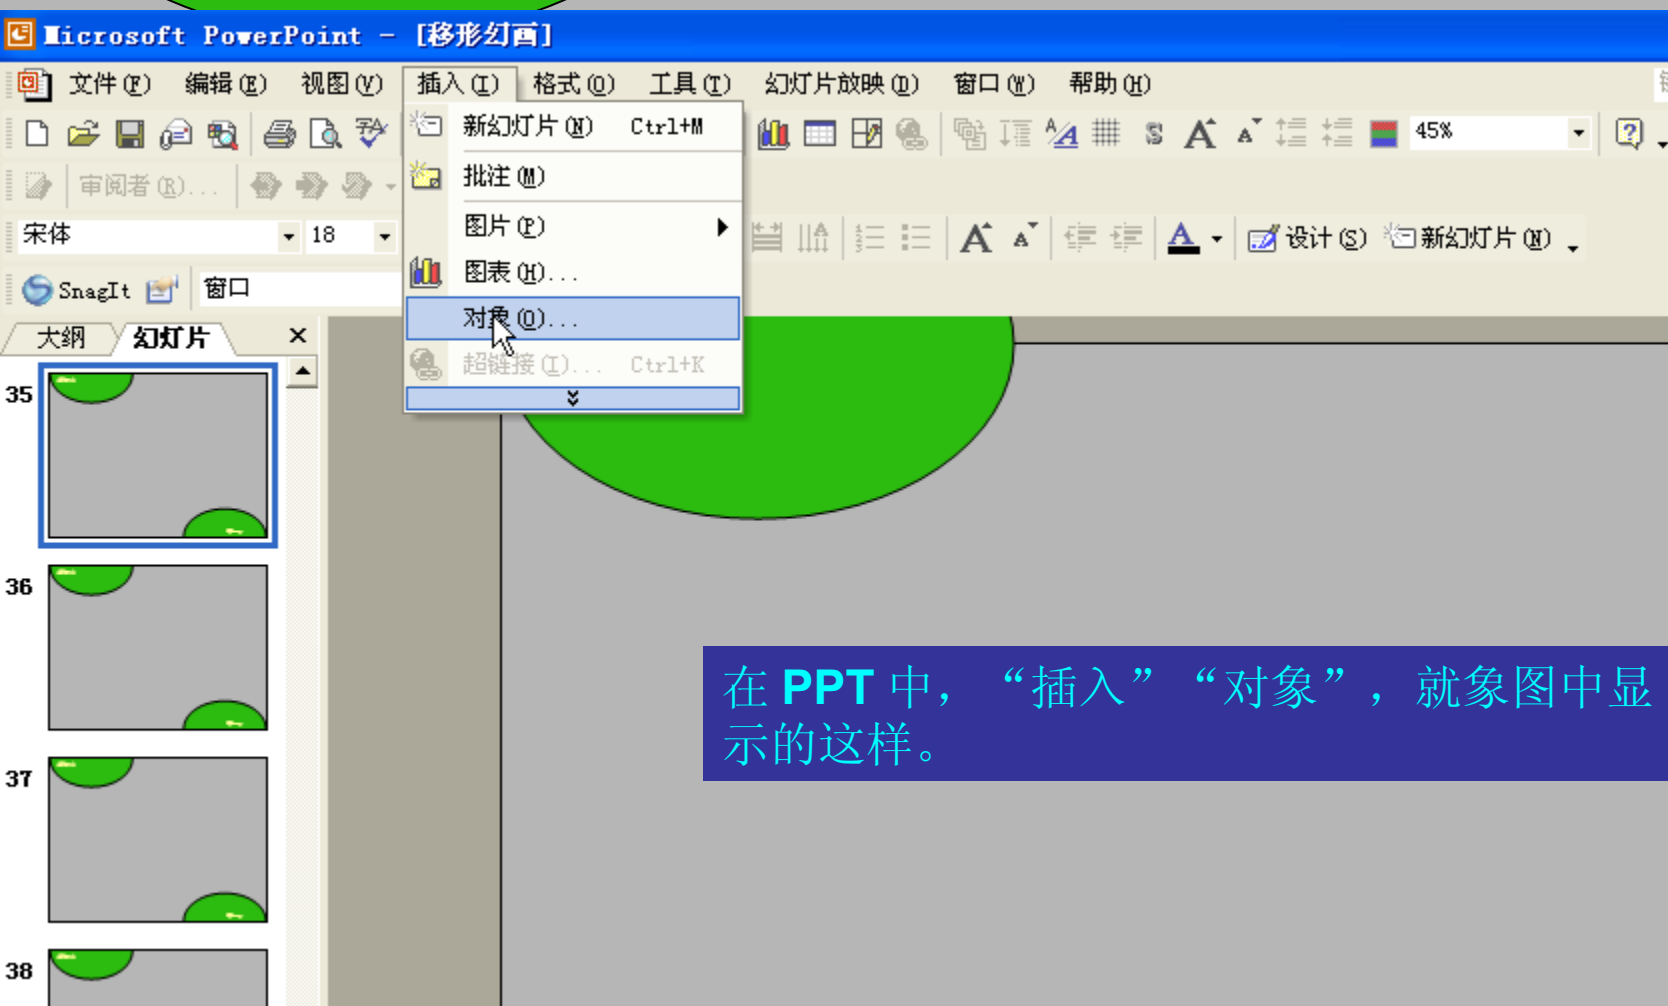 Microsoft PowerPoint - [移形幻画]
文件(F) 编辑(E) 视图(V) 插入(I) 格式(O) 工具(T) 幻灯片放映(D) 窗口(W) 帮助(H)
新幻灯片(N) Ctrl+M
45%
审阅者(R)...
批注(M)
宋体 18
图片(P)
设计(S) 新幻灯片(N)
SnagIt 窗口
图表(H)...
对象(O)...
大纲 幻灯片
超链接(I)... Ctrl+K
35
36
在 PPT 中，“插入”“对象”，就象图中显
示的这样。
37
38